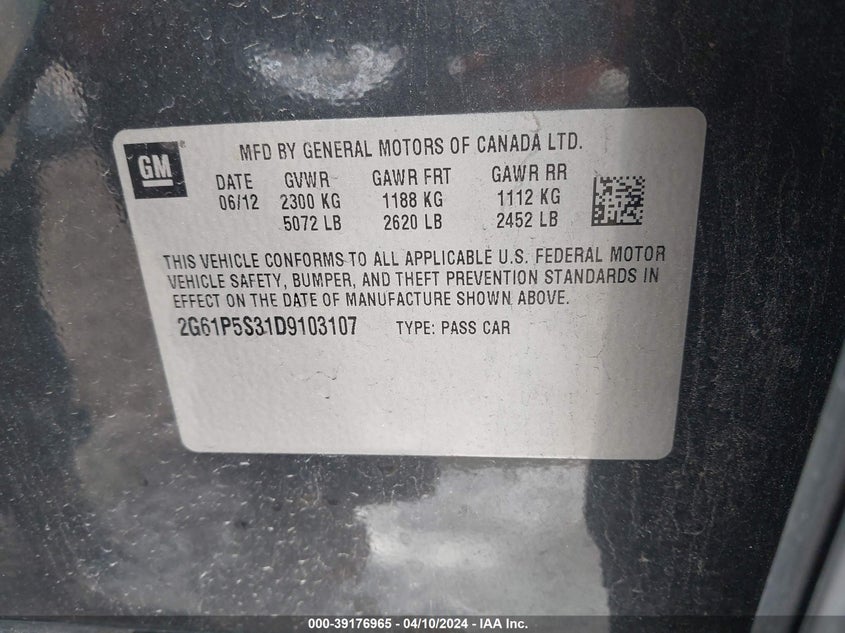 GM
MFD BY GENERAL MOTORS OF CANADA LTD.
DATE GVWR GAWR FRT GAWR RR
06/12 2300 KG 1188 KG 1112 KG
5072 LB 2620 LB 2452 LB
THIS VEHICLE CONFORMS TO ALL APPLICABLE U.S. FEDERAL MOTOR
VEHICLE SAFETY, BUMPER, AND THEFT PREVENTION STANDARDS IN
EFFECT ON THE DATE OF MANUFACTURE SHOWN ABOVE.
2G61P5S31D9103107 TYPE: PASS CAR
000-39176965 - 04/10/2024 - IAA Inc.